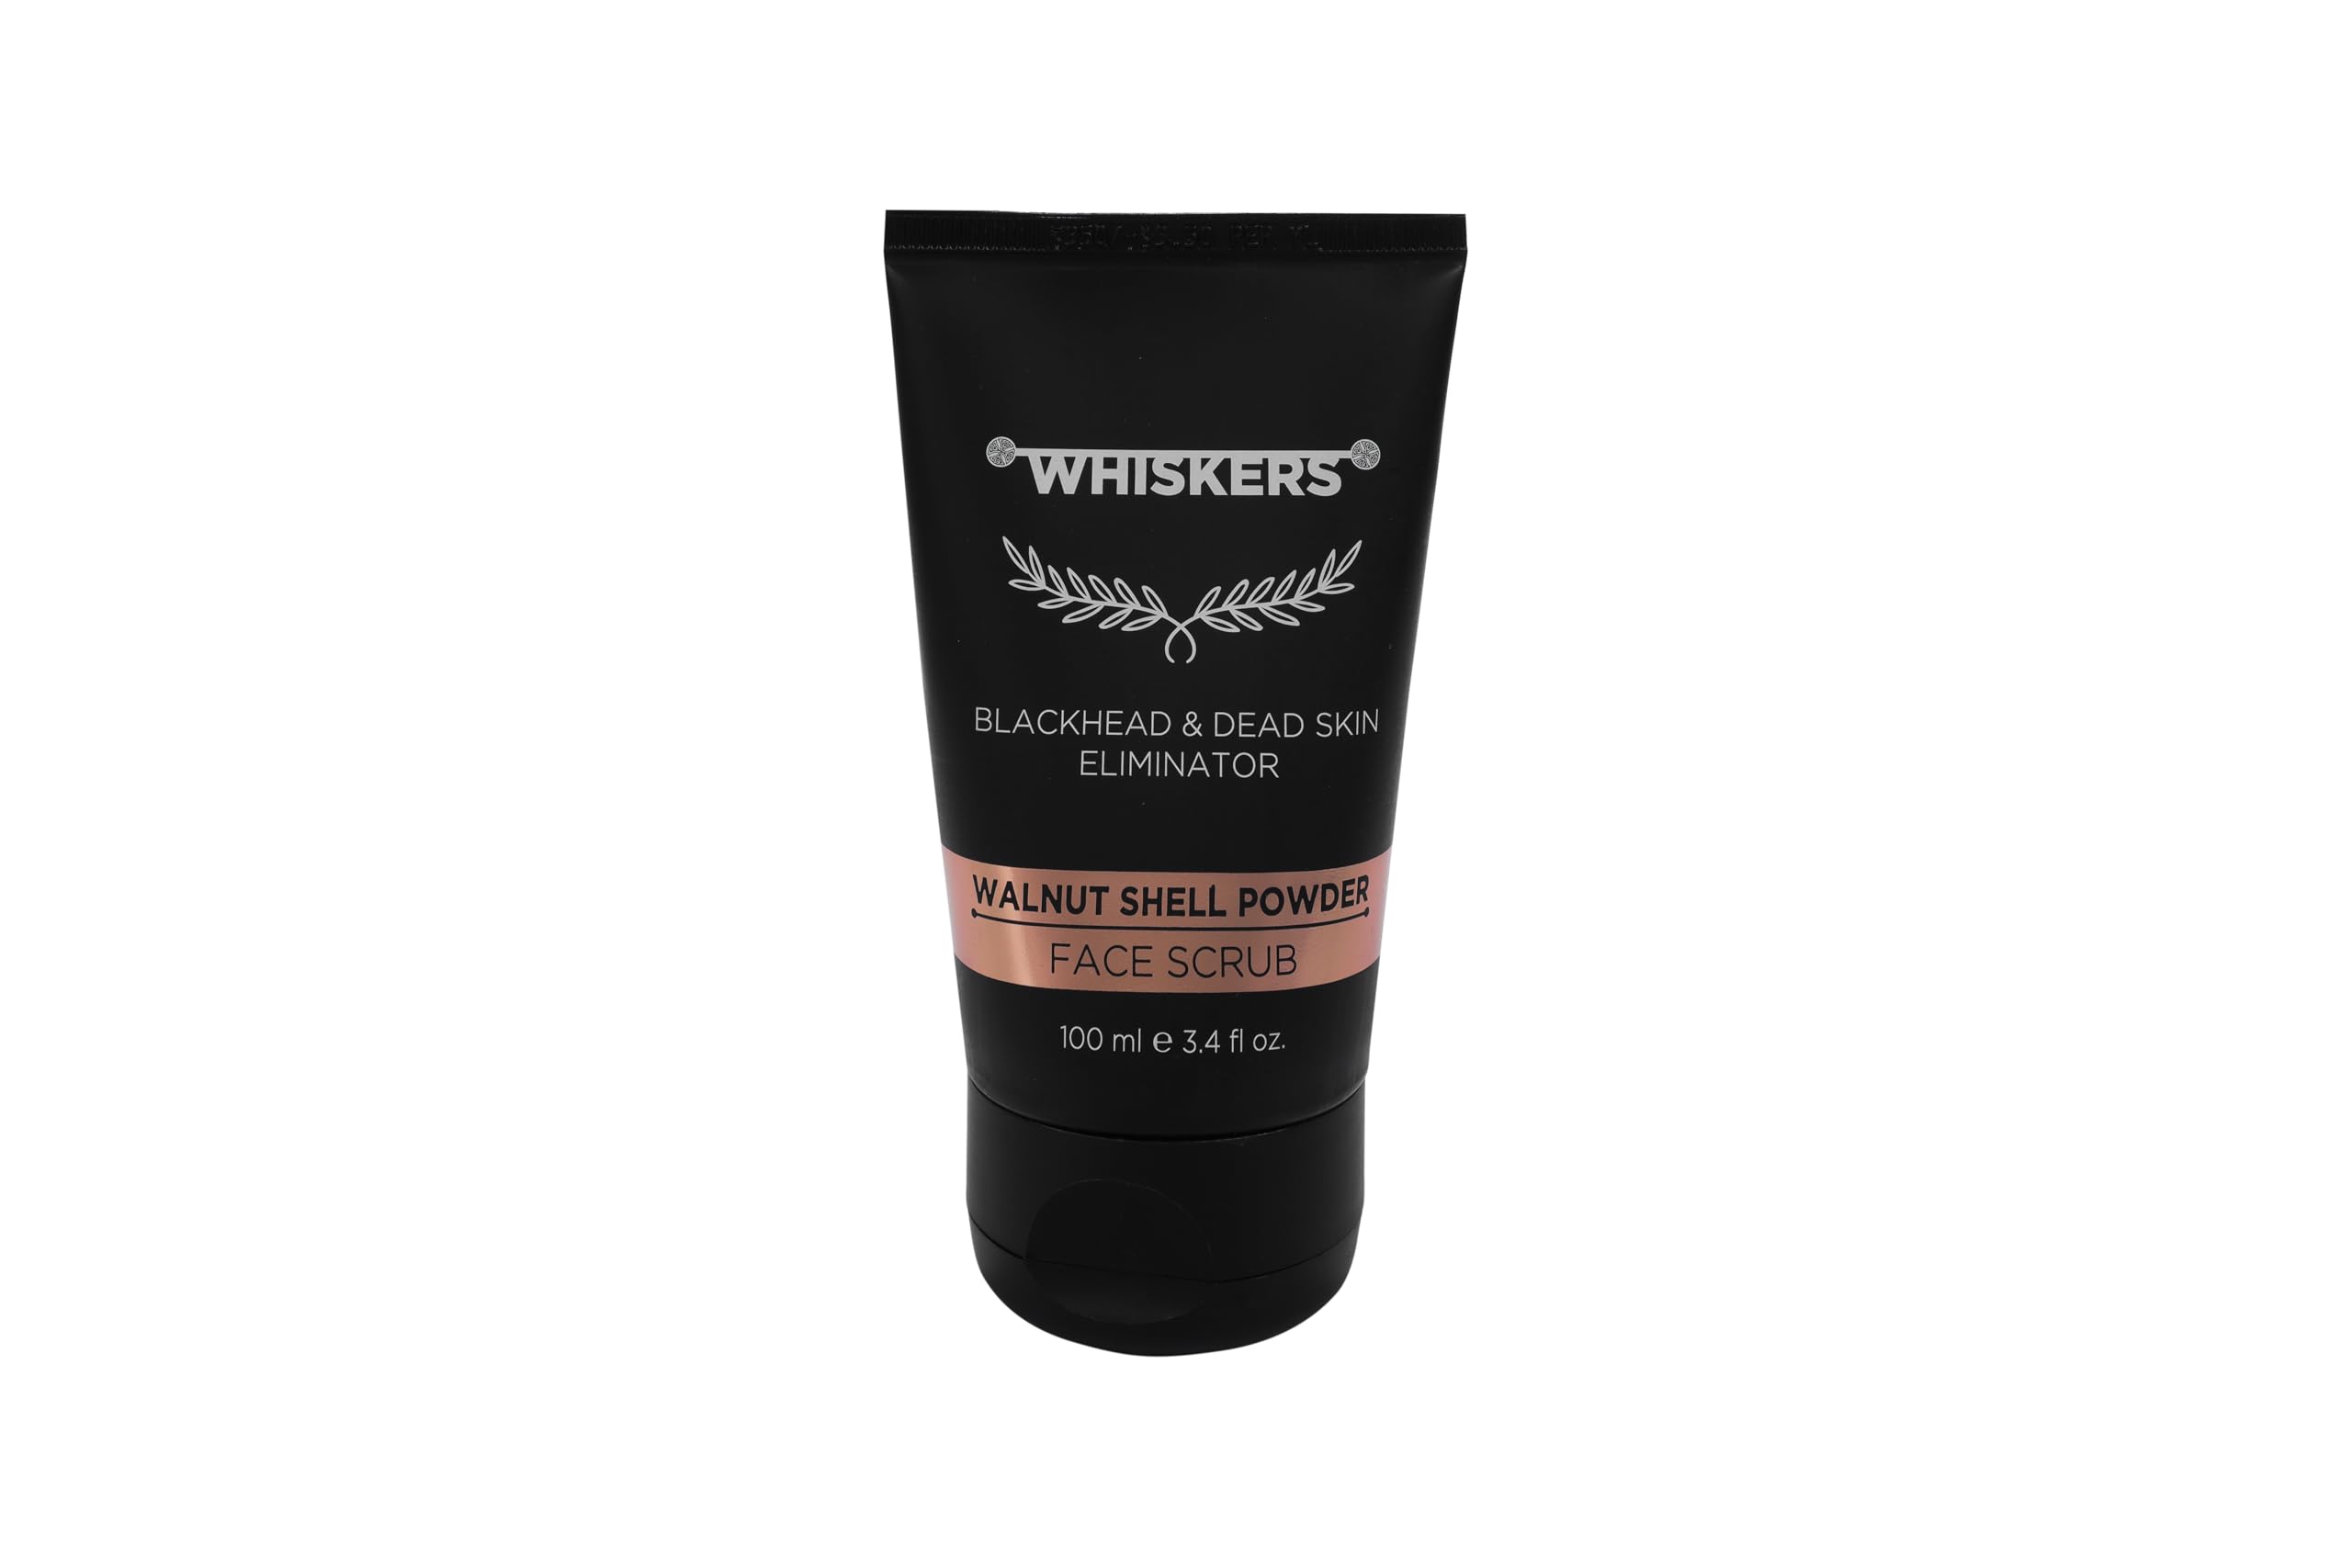 WHISKERS
BLACKHEAD & DEAD SKIN
ELIMINATOR
WALNUT SHELL POWDER
FACE SCRUB
100 ml e 3.4 fl oz.